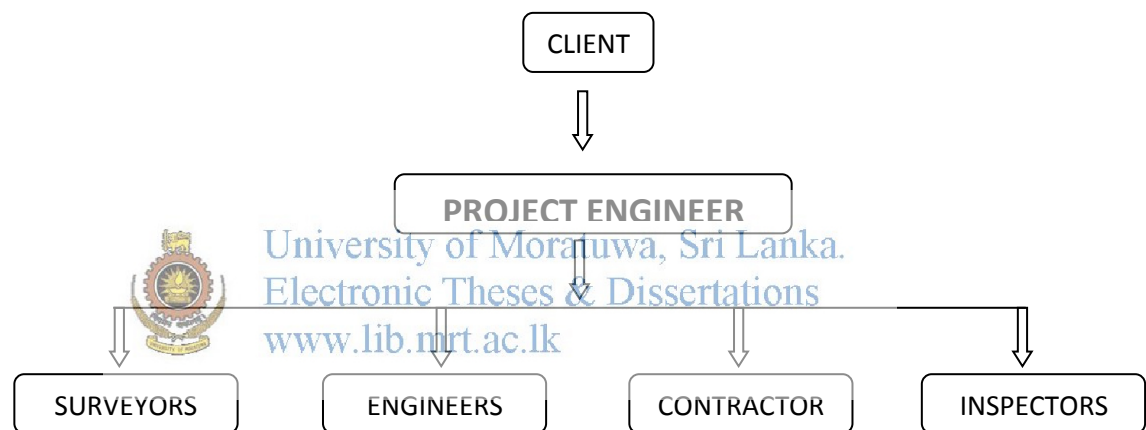 CLIENT
PROJECT ENGINEER
University of Moratuwa, Sri Lanka.
Electronic Theses & Dissertations
www.lib.mrt.ac.lk
SURVEYORS
ENGINEERS
CONTRACTOR
INSPECTORS